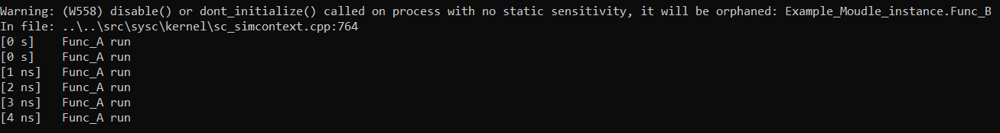 Warning: (W558) disable() or dont_initialize() called on process with no static sensitivity, it will be orphaned: Example_Moudle_instance.Func_B
In file: ..\..\src\sysc\kernel\sc_simcontext.cpp:764
[0 s]    Func_A run
[0 s]    Func_A run
[1 ns]   Func_A run
[2 ns]   Func_A run
[3 ns]   Func_A run
[4 ns]   Func_A run